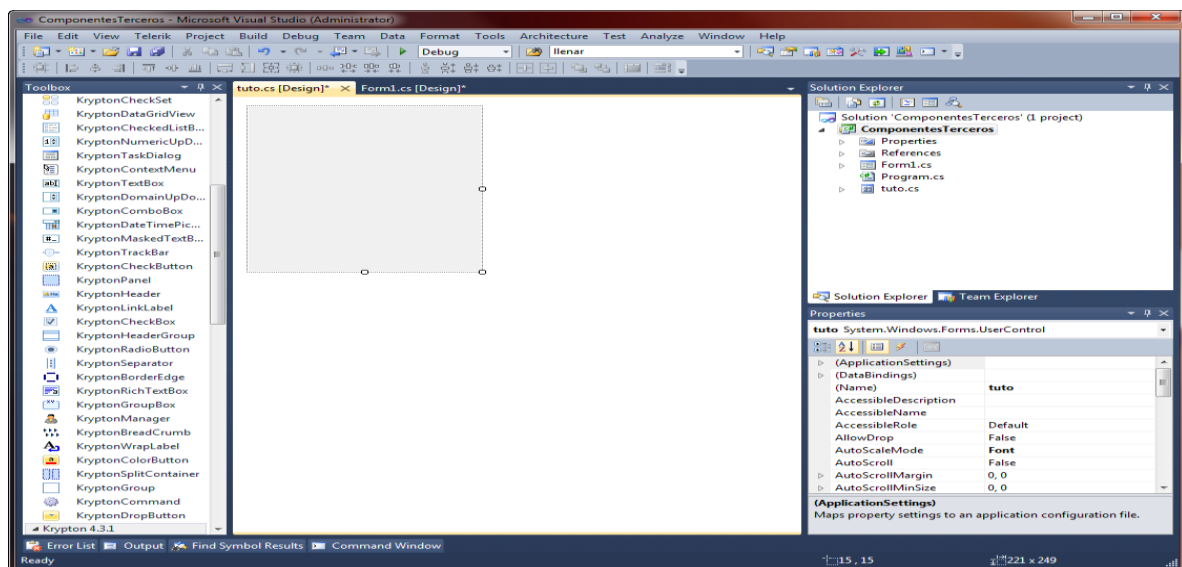 ComponentesTerceros - Microsoft Visual Studio (Administrator)
File Edit View Telerik Project Build Debug Team Data Format Tools Architecture Test Analyze Window Help
Debug llenar
Toolbox
KryptonCheckSet
KryptonDataGridView
KryptonCheckedListB...
KryptonNumericUpD...
KryptonTaskDialog
KryptonContextMenu
KryptonTextBox
KryptonDomainUpDo...
KryptonComboBox
KryptonDateTimePic...
KryptonMaskedTextB...
KryptonTrackBar
KryptonCheckButton
KryptonPanel
KryptonHeader
KryptonLinkLabel
KryptonCheckBox
KryptonHeaderGroup
KryptonRadioButton
KryptonSeparator
KryptonBorderEdge
KryptonRichTextBox
KryptonGroupBox
KryptonManager
KryptonBreadCrumb
KryptonWrapLabel
KryptonColorButton
KryptonSplitContainer
KryptonGroup
KryptonCommand
KryptonDropButton
Krypton 4.3.1
tuto.cs [Design]* Form1.cs [Design]*
Solution Explorer
Solution 'ComponentesTerceros' (1 project)
ComponentesTerceros
Properties
References
Form1.cs
Program.cs
tuto.cs
Solution Explorer Team Explorer
Properties
tuto System.Windows.Forms.UserControl
(ApplicationSettings)
(DataBindings)
(Name) tuto
AccessibleDescription
AccessibleName
AccessibleRole Default
AllowDrop False
AutoScaleMode Font
AutoScroll False
AutoScrollMargin 0, 0
AutoScrollMinSize 0, 0
(ApplicationSettings)
Maps property settings to an application configuration file.
Error List Output Find Symbol Results Command Window
Ready 15 , 15 221 × 249